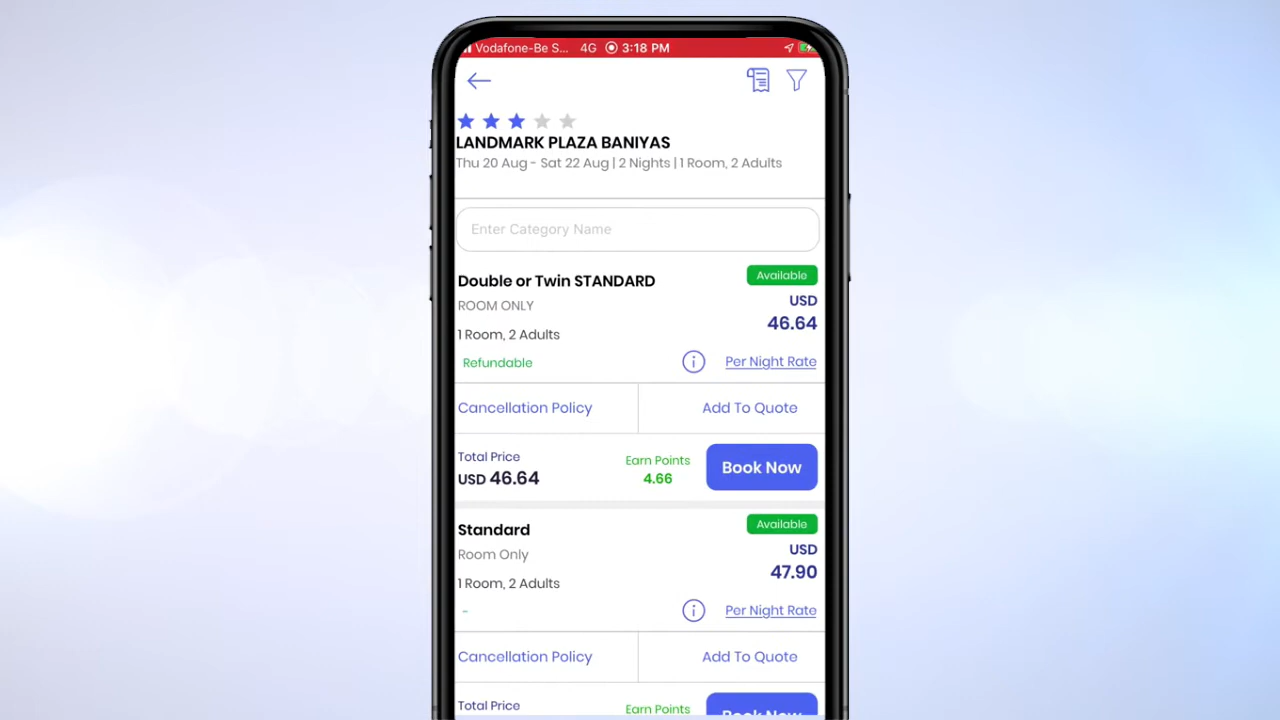 Vodafone-Be S... 4G 3:18 PM
LANDMARK PLAZA BANIYAS
Thu 20 Aug - Sat 22 Aug | 2 Nights | 1 Room, 2 Adults
Enter Category Name
Double or Twin STANDARD
Available
ROOM ONLY
USD
46.64
1 Room, 2 Adults
Refundable
i
Per Night Rate
Cancellation Policy
Add To Quote
Total Price
USD 46.64
Earn Points
4.66
Book Now
Standard
Available
Room Only
USD
47.90
1 Room, 2 Adults
-
i
Per Night Rate
Cancellation Policy
Add To Quote
Total Price
Earn Points
Book Now